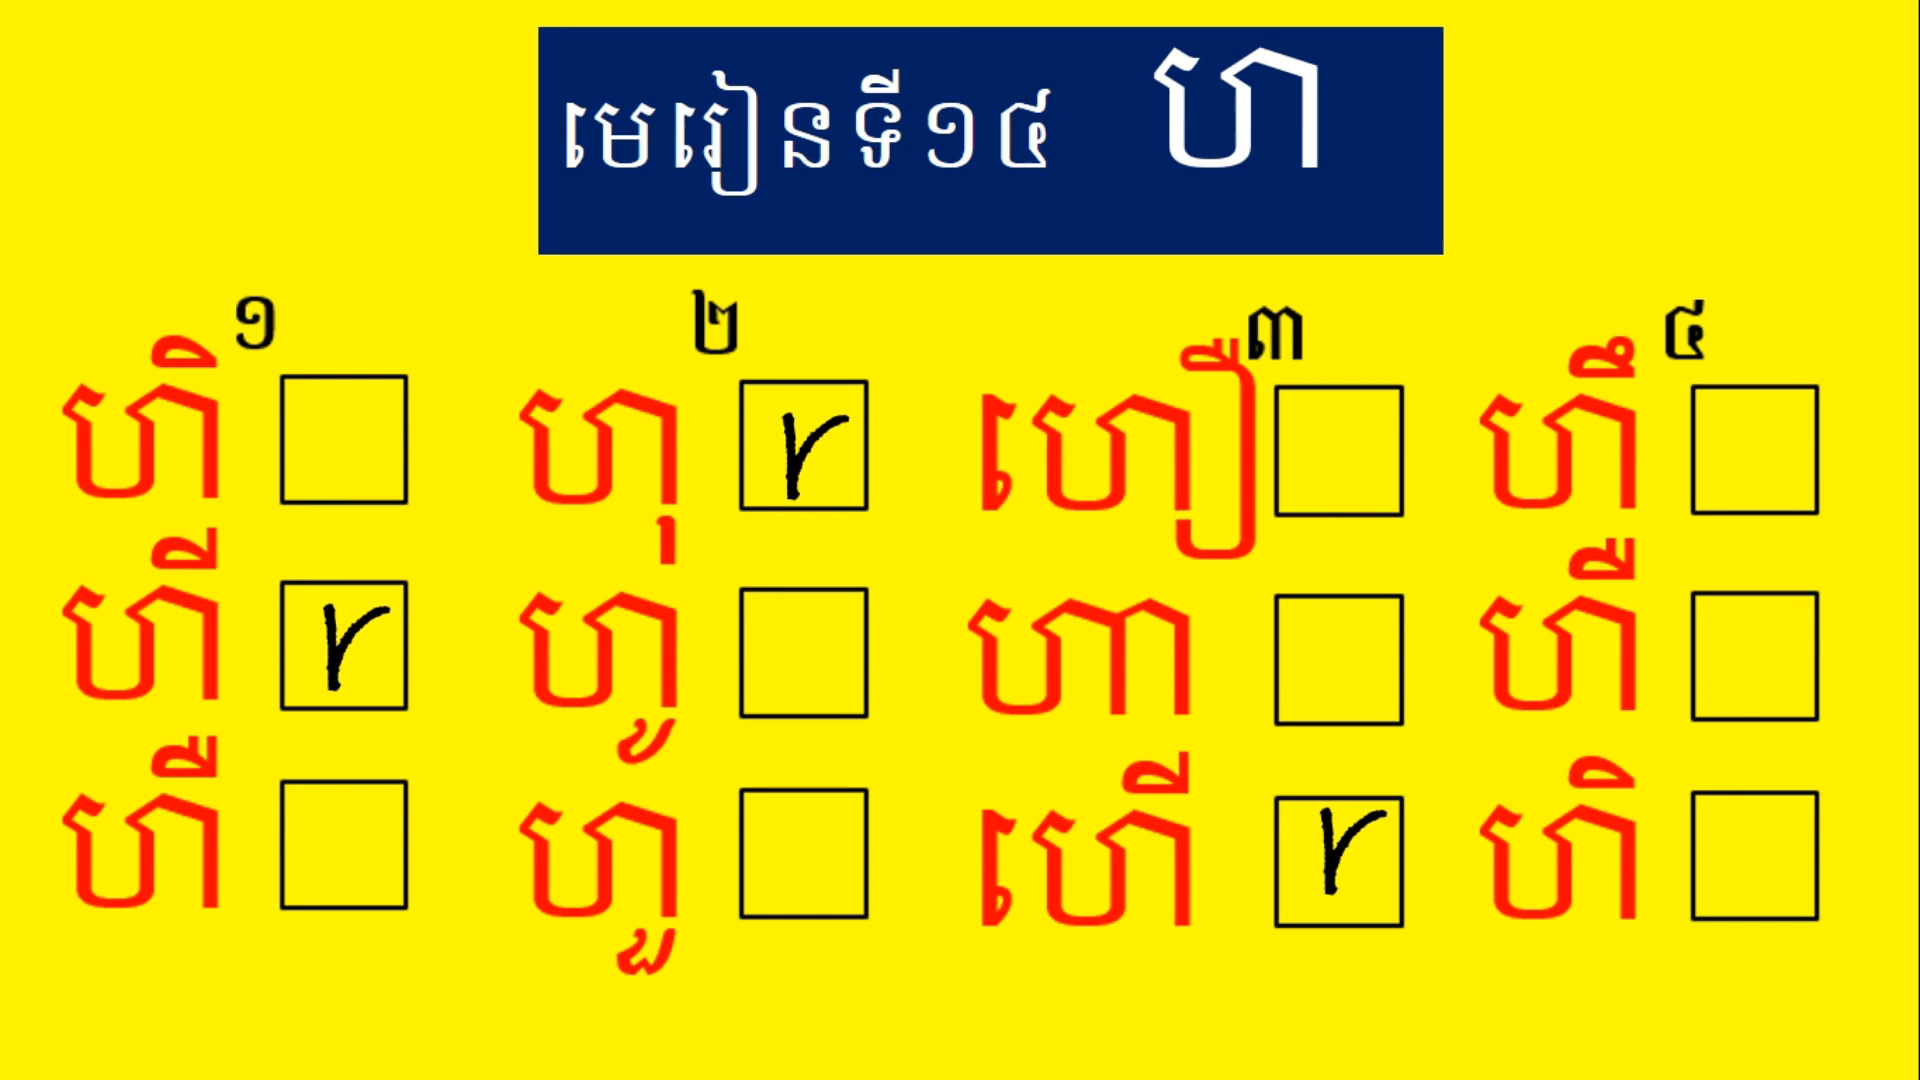 មេរៀនទី១៤ ហ
១ ២ ៣ ៤
ហិ ហុ ហឿ ហឹ
ហី ហូ ហា ហឺ
ហឺ ហួ ហើ ហិ